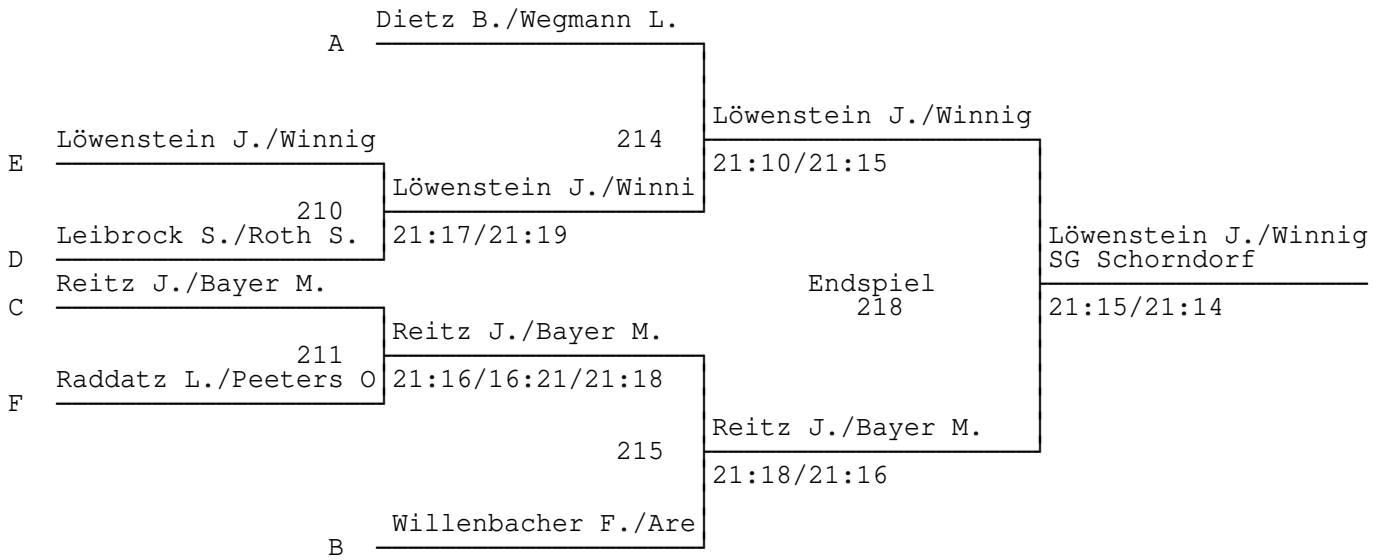 Dietz B./Wegmann L.
A
Löwenstein J./Winnig
214
Löwenstein J./Winnig
E
21:10/21:15
Löwenstein J./Winni
210
Leibrock S./Roth S.
21:17/21:19
Löwenstein J./Winnig
D
SG Schorndorf
Reitz J./Bayer M.
Endspiel
C
218
21:15/21:14
Reitz J./Bayer M.
211
Raddatz L./Peeters O
21:16/16:21/21:18
F
Reitz J./Bayer M.
215
21:18/21:16
Willenbacher F./Are
B